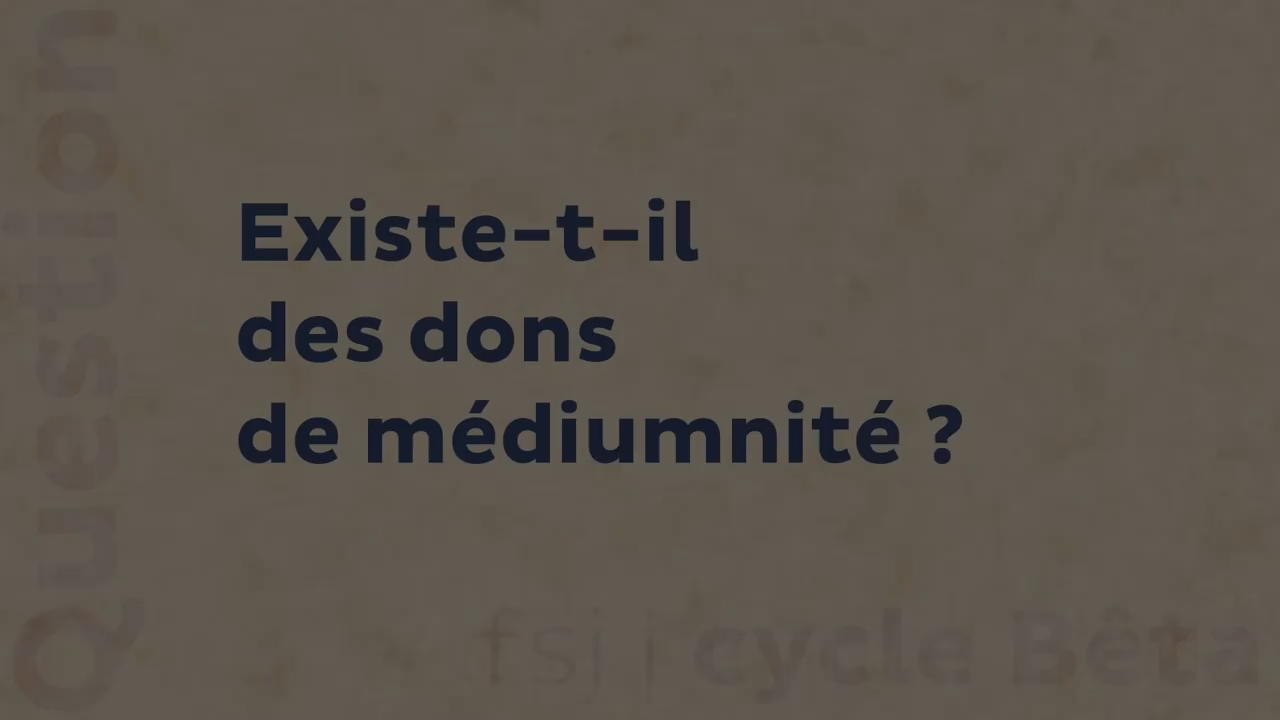 Question
Existe-t-il
des dons
de médiumnité ?
fsj | cycle Bêta